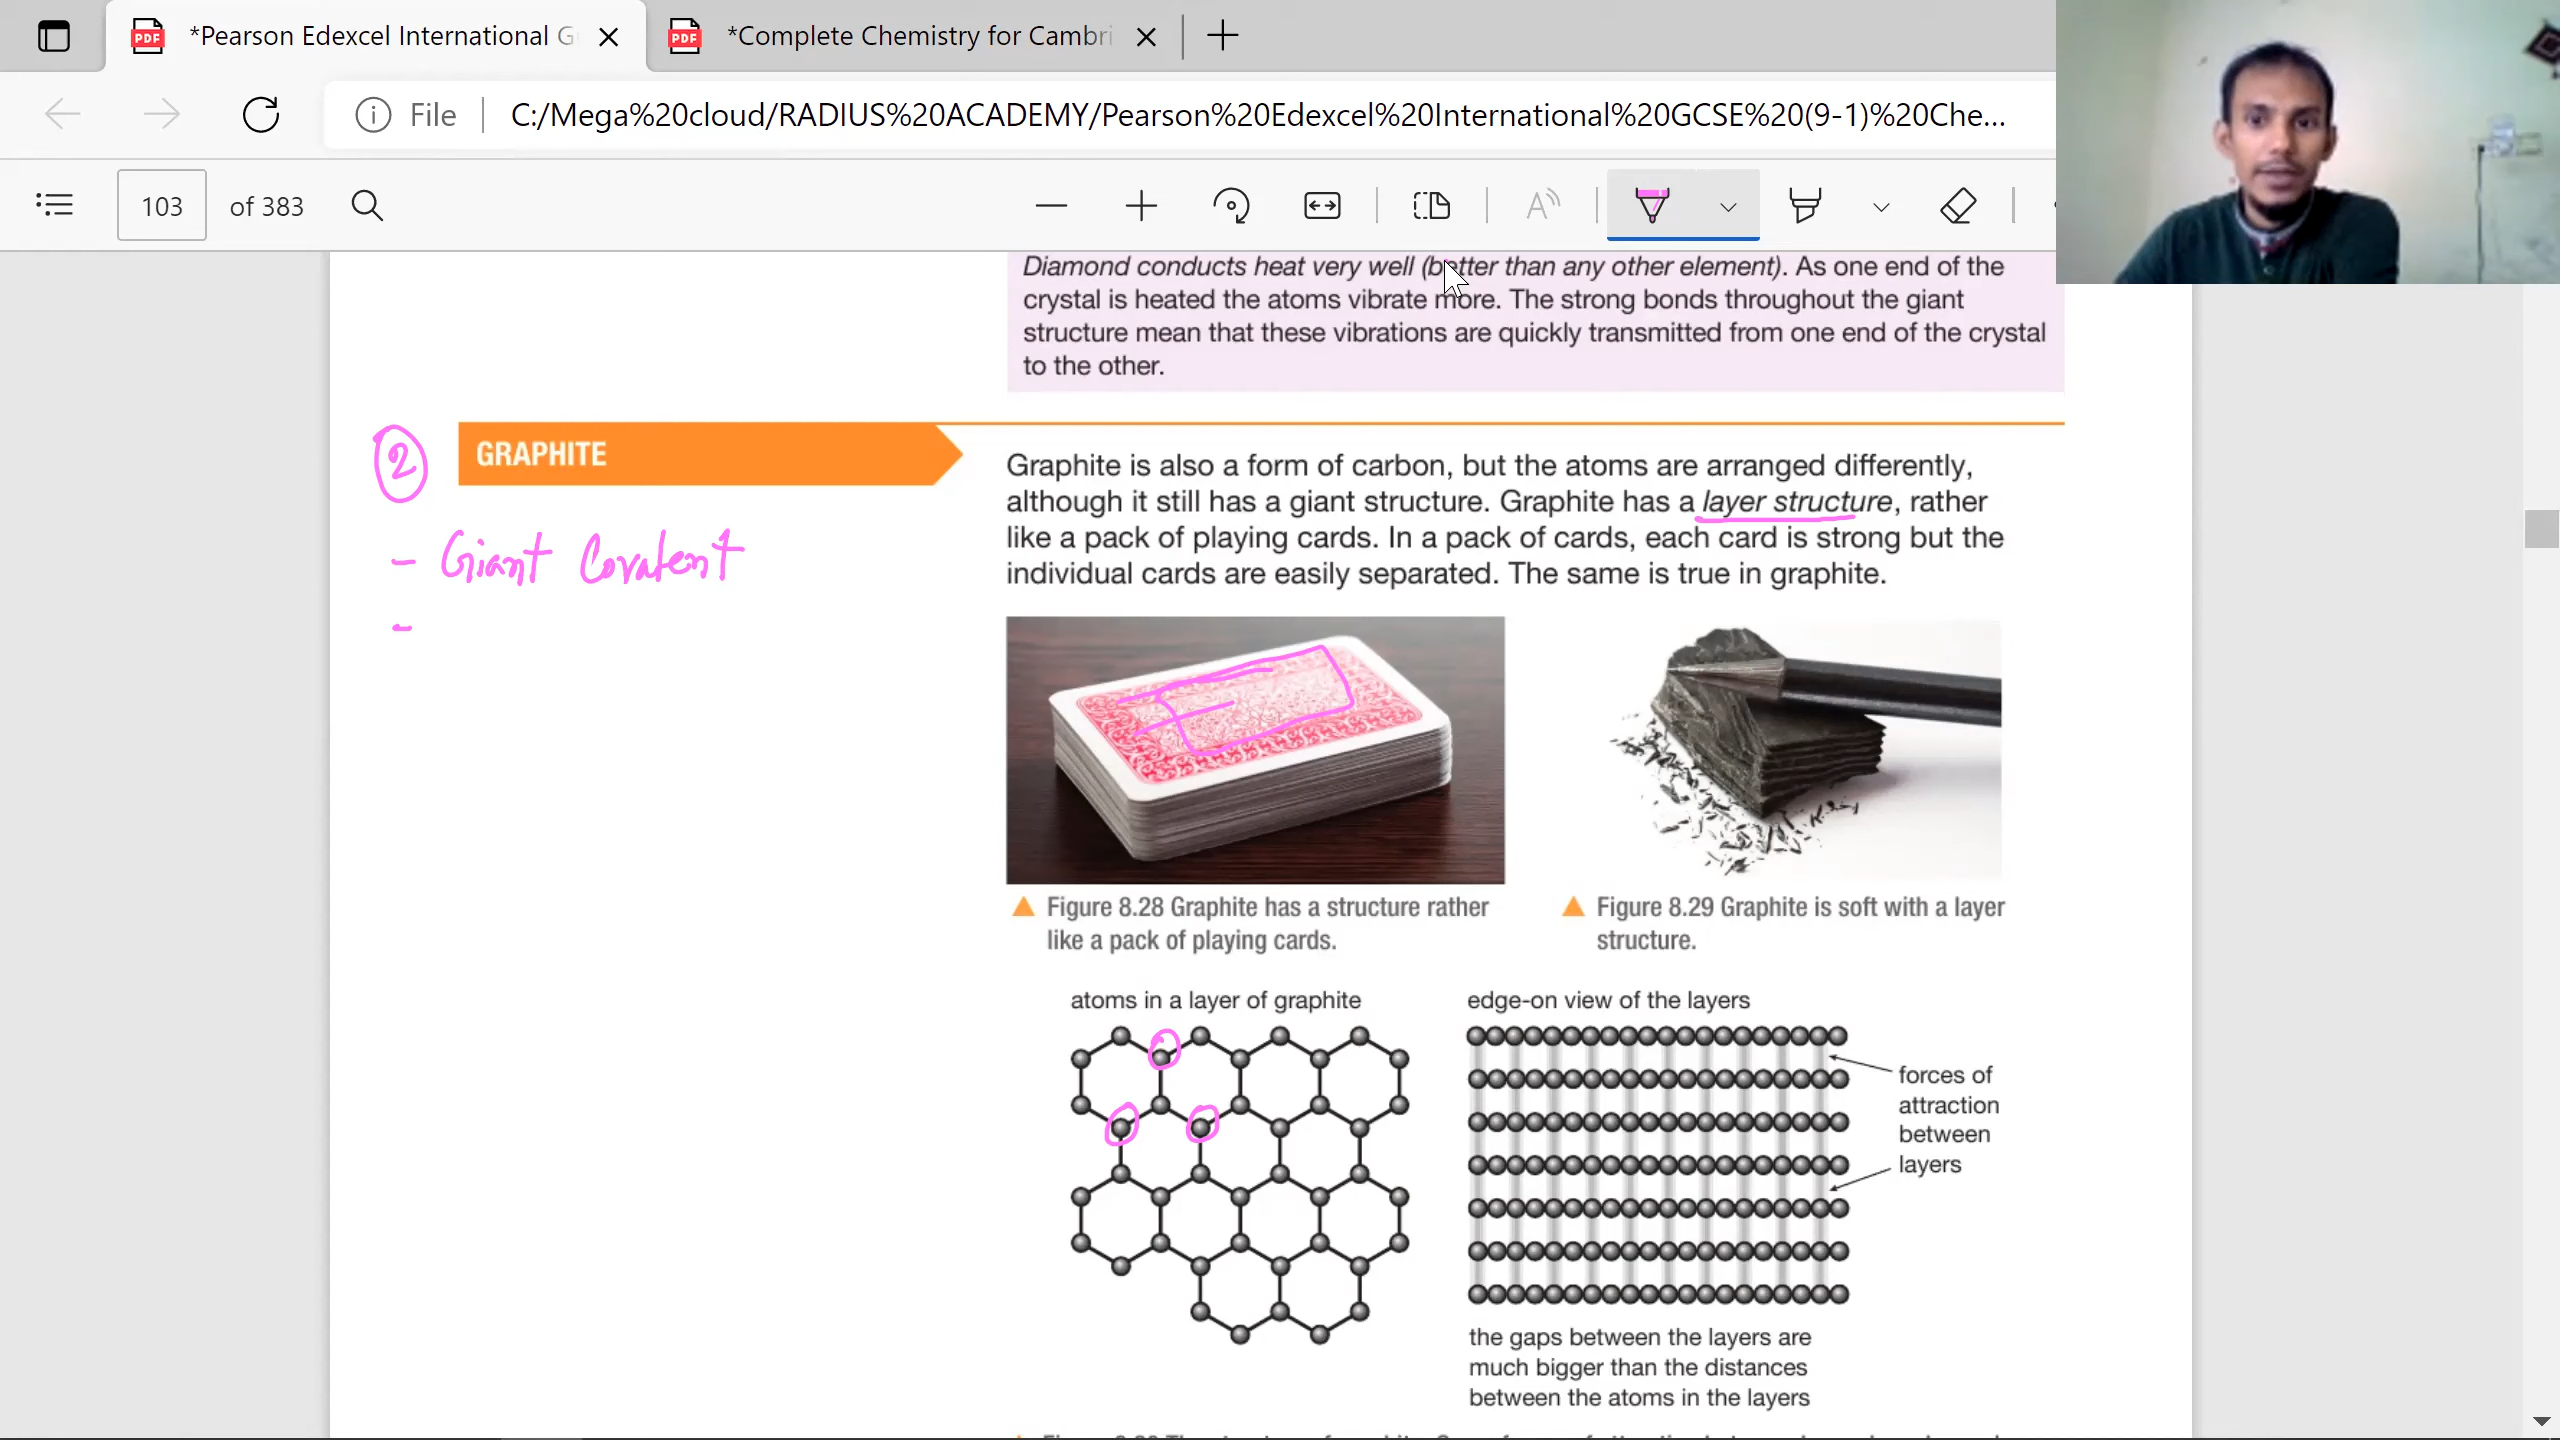 *Pearson Edexcel International G
*Complete Chemistry for Cambri
File
C:/Mega%20cloud/RADIUS%20ACADEMY/Pearson%20Edexcel%20International%20GCSE%20(9-1)%20Che...
103 of 383
Diamond conducts heat very well (better than any other element). As one end of the
crystal is heated the atoms vibrate more. The strong bonds throughout the giant
structure mean that these vibrations are quickly transmitted from one end of the crystal
to the other.
2
GRAPHITE
- Giant Covalent
-
Graphite is also a form of carbon, but the atoms are arranged differently,
although it still has a giant structure. Graphite has a layer structure, rather
like a pack of playing cards. In a pack of cards, each card is strong but the
individual cards are easily separated. The same is true in graphite.
Figure 8.28 Graphite has a structure rather
like a pack of playing cards.
Figure 8.29 Graphite is soft with a layer
structure.
atoms in a layer of graphite
edge-on view of the layers
forces of
attraction
between
layers
the gaps between the layers are
much bigger than the distances
between the atoms in the layers